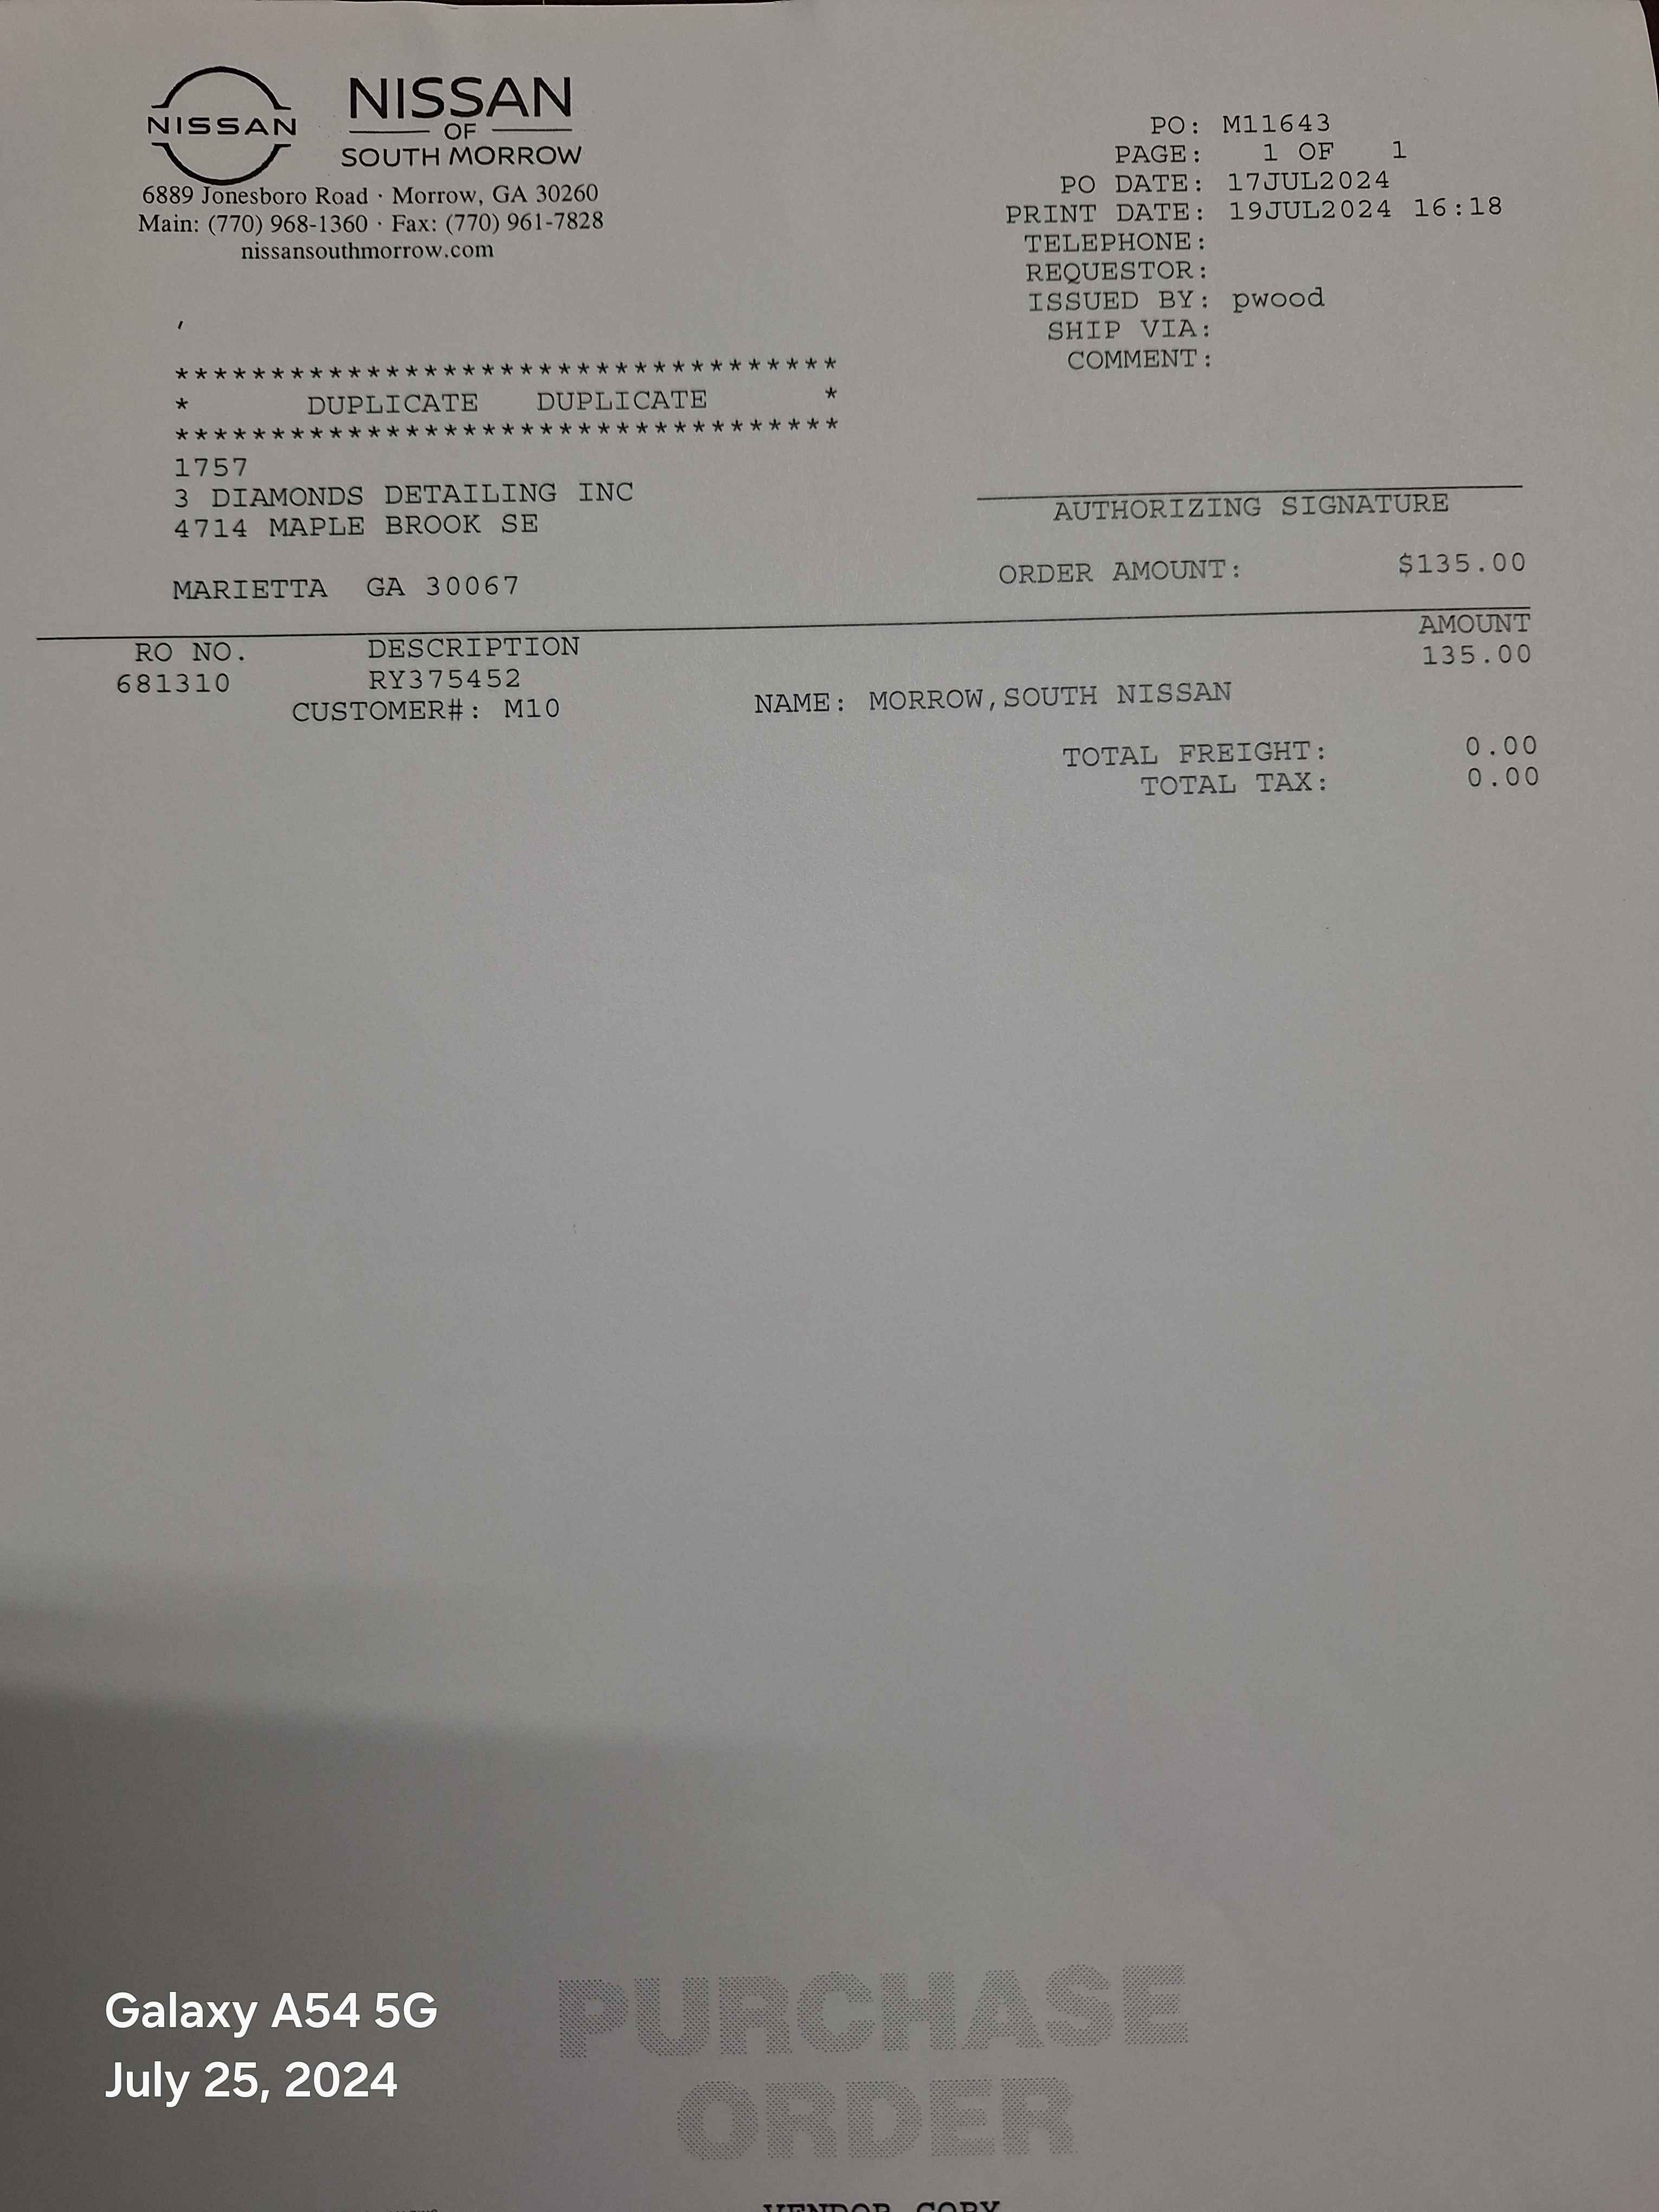 NISSAN
NISSAN
OF
SOUTH MORROW
6889 Jonesboro Road · Morrow, GA 30260
Main: (770) 968-1360 · Fax: (770) 961-7828
nissansouthmorrow.com
PO: M11643
PAGE: 1 OF 1
PO DATE: 17JUL2024
PRINT DATE: 19JUL2024 16:18
TELEPHONE:
REQUESTOR:
ISSUED BY: pwood
SHIP VIA:
COMMENT:
,
***********************************
* DUPLICATE DUPLICATE *
***********************************
1757
3 DIAMONDS DETAILING INC
4714 MAPLE BROOK SE
MARIETTA GA 30067
AUTHORIZING SIGNATURE
ORDER AMOUNT: $135.00
RO NO. DESCRIPTION AMOUNT
681310 RY375452 135.00
CUSTOMER#: M10 NAME: MORROW,SOUTH NISSAN
TOTAL FREIGHT: 0.00
TOTAL TAX: 0.00
PURCHASE
ORDER
VENDOR COPY
Galaxy A54 5G
July 25, 2024